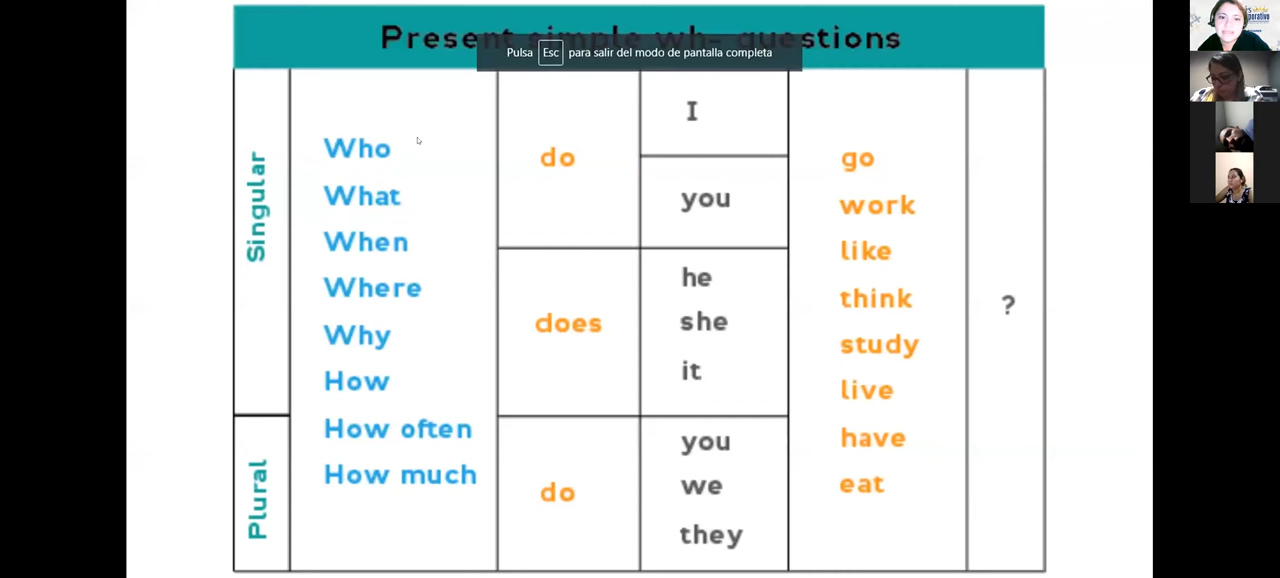 Present simple wh- questions
Pulsa Esc para salir del modo de pantalla completa
Singular
Plural
Who
What
When
Where
Why
How
How often
How much
do
does
do
I
you
he
she
it
you
we
they
go
work
like
think
study
live
have
eat
?